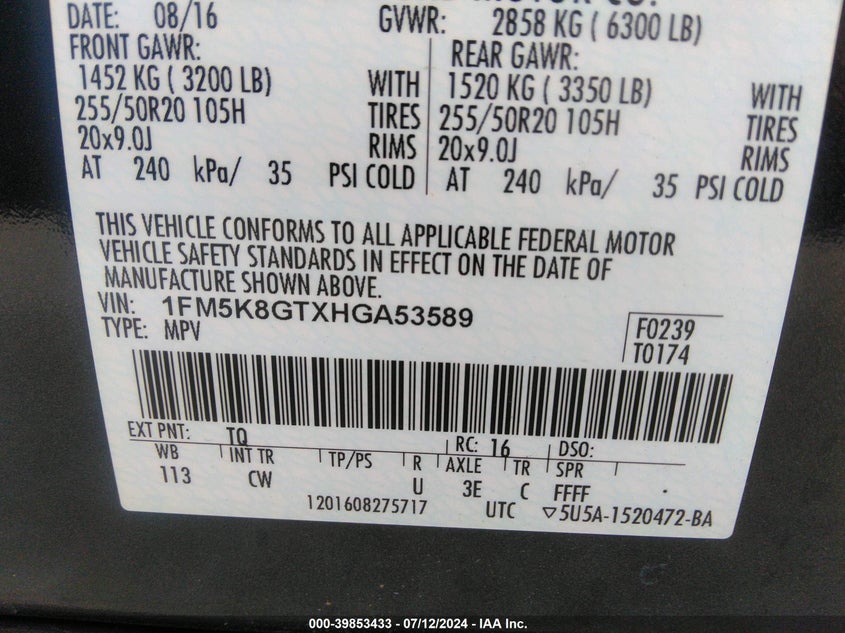 MOTOR CO.
DATE: 08/16 GVWR: 2858 KG ( 6300 LB)
FRONT GAWR: REAR GAWR:
1452 KG ( 3200 LB) WITH 1520 KG ( 3350 LB) WITH
255/50R20 105H TIRES 255/50R20 105H TIRES
20x9.0J RIMS 20x9.0J RIMS
AT 240 kPa/ 35 PSI COLD AT 240 kPa/ 35 PSI COLD
THIS VEHICLE CONFORMS TO ALL APPLICABLE FEDERAL MOTOR
VEHICLE SAFETY STANDARDS IN EFFECT ON THE DATE OF
MANUFACTURE SHOWN ABOVE.
VIN: 1FM5K8GTXHGA53589
TYPE: MPV
F0239
T0174
EXT PNT: TQ RC: 16 DSO:
WB INT TR TP/PS R AXLE TR SPR
113 CW U 3E C FFFF
1201608275717 UTC ▽5U5A-1520472-BA
000-39853433 - 07/12/2024 - IAA Inc.